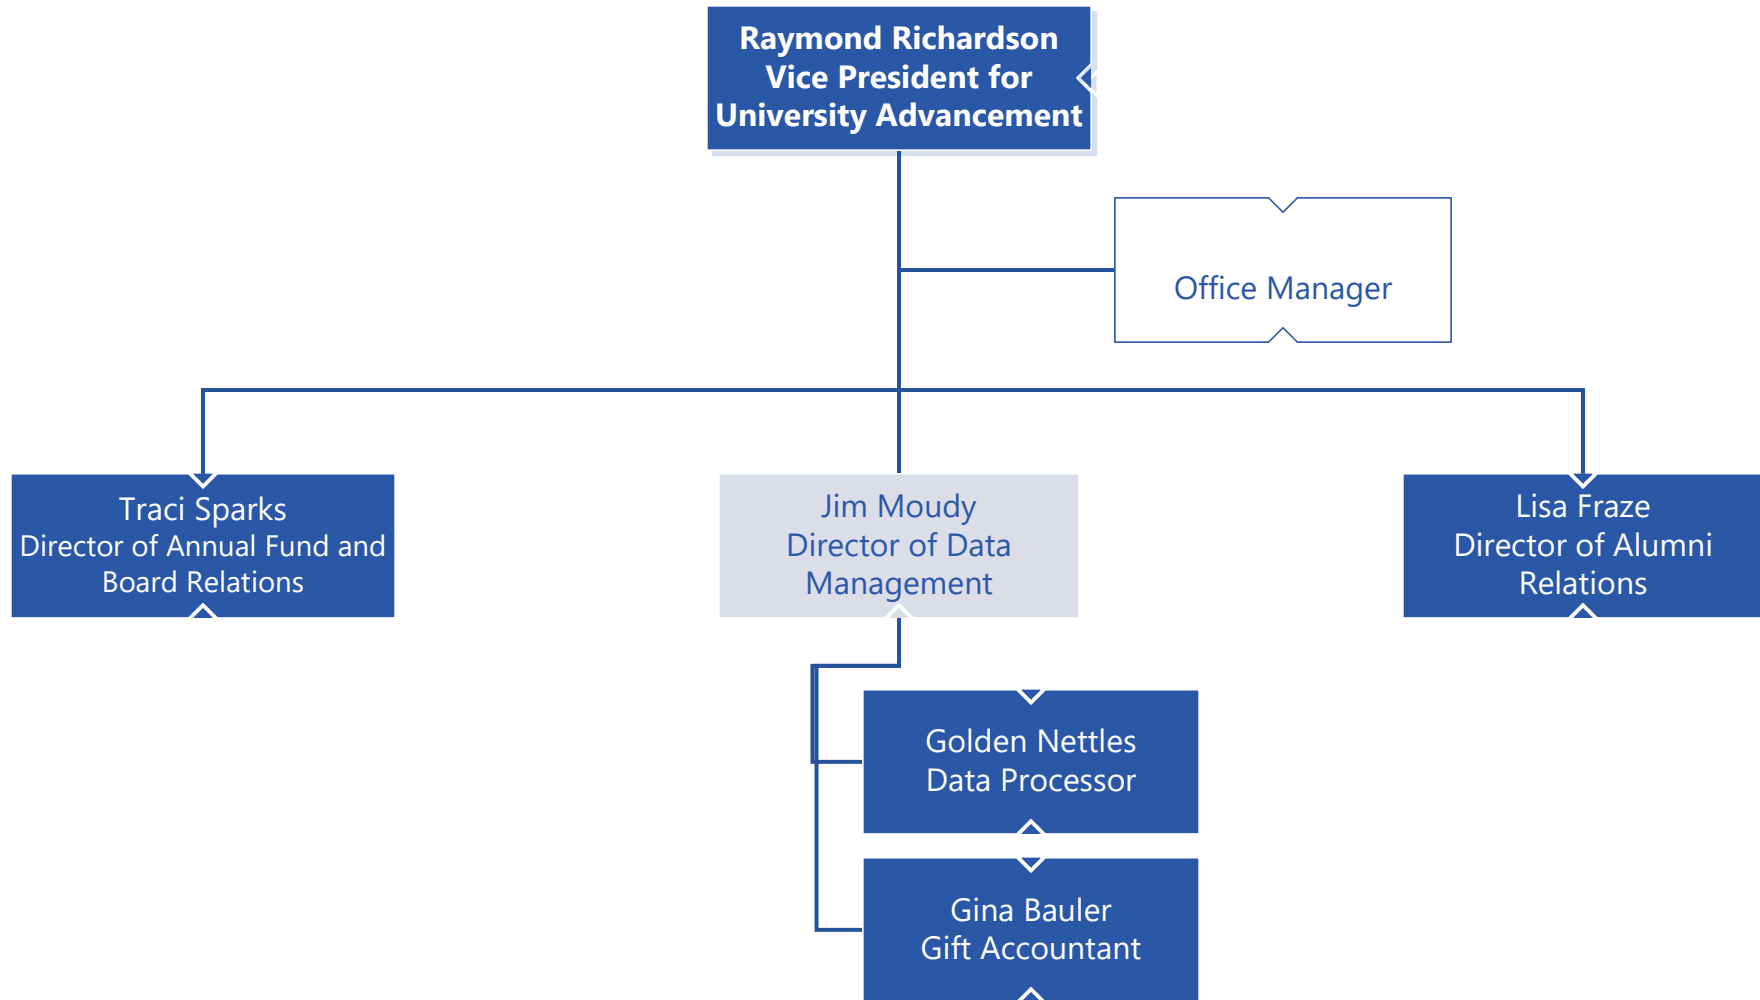 Raymond Richardson
Vice President for
University Advancement
Office Manager
Traci Sparks
Director of Annual Fund and
Board Relations
Jim Moudy
Director of Data
Management
Lisa Fraze
Director of Alumni
Relations
Golden Nettles
Data Processor
Gina Bauler
Gift Accountant